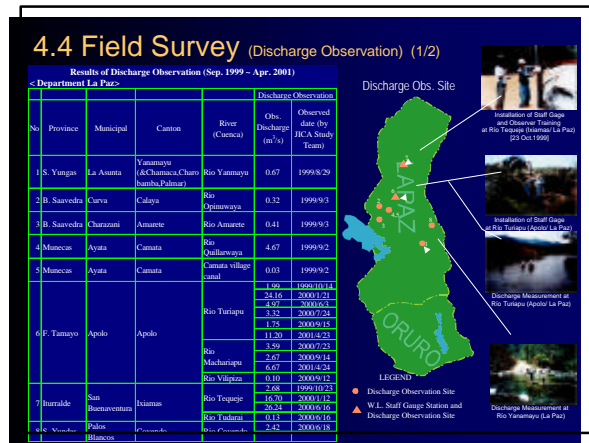 4.4 Field Survey (Discharge Observation) (1/2)
Results of Discharge Observation (Sep. 1999 ~ Apr. 2001)
< Department La Paz>
Discharge Observation
No Province Municipal Canton River (Cuenca) Obs. Discharge (m³/s) Observed date (by JICA Study Team)
1 S. Yungas La Asunta Yanamayu (&Chamaca,Charo bamba,Palmar) Rio Yanmayu 0.67 1999/8/29
2 B. Saavedra Curva Calaya Rio Opinuwaya 0.32 1999/9/3
3 B. Saavedra Charazani Amarete Rio Amarete 0.41 1999/9/3
4 Munecas Ayata Camata Rio Quillarwaya 4.67 1999/9/2
5 Munecas Ayata Camata Camata village canal 0.03 1999/9/2
6 F. Tamayo Apolo Apolo Rio Turiapu 1.99 1999/10/14
24.16 2000/1/21
4.97 2000/6/3
3.32 2000/7/24
1.75 2000/9/15
11.20 2001/4/23
Rio Machariapu 3.59 2000/7/23
2.67 2000/9/14
6.67 2001/4/24
Rio Vilipiza 0.10 2000/9/12
7 Iturralde San Buenaventura Ixiamas Rio Tequeje 2.68 1999/10/23
16.70 2000/1/12
26.24 2000/6/16
Rio Tudarai 0.13 2000/6/16
8 S. Yungas Palos Blancos Covendo Rio Covendo 2.42 2000/6/18
Discharge Obs. Site
LA PAZ
ORURO
LEGEND
Discharge Observation Site
W.L. Staff Gauge Station and
Discharge Observation Site
Installation of Staff Gage
and Observer Training
at Rio Tequeje (Ixiamas/ La Paz)
[23 Oct.1999]
Installation of Staff Gage
at Rio Turiapu (Apolo/ La Paz)
Discharge Measurement at
Rio Turiapu (Apolo/ La Paz)
Discharge Measurement at
Rio Yanamayu (La Paz)